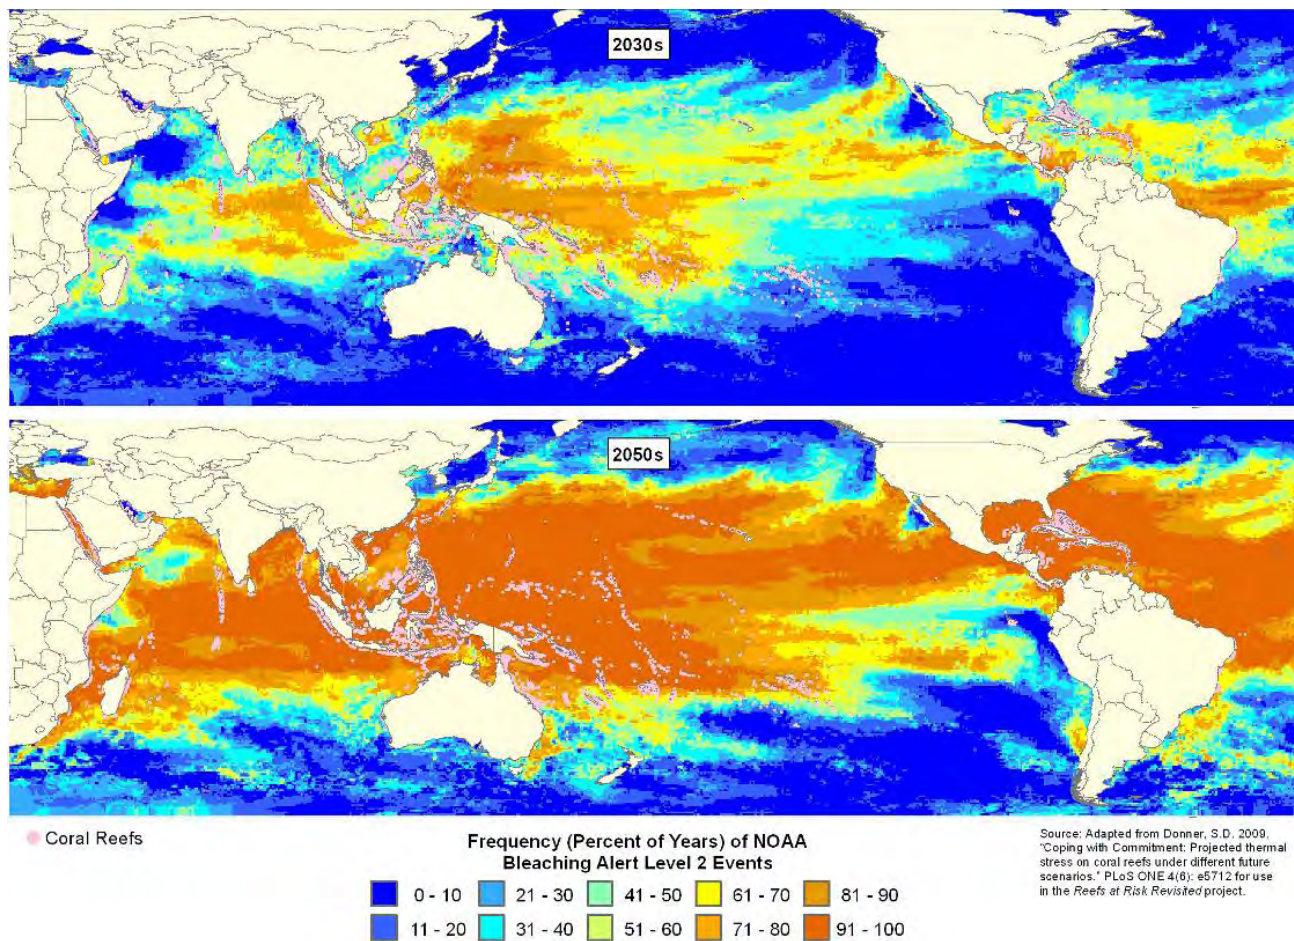 2030s
2050s
Coral Reefs
Frequency (Percent of Years) of NOAA
Bleaching Alert Level 2 Events
0 - 10
21 - 30
41 - 50
61 - 70
81 - 90
11 - 20
31 - 40
51 - 60
71 - 80
91 - 100
Source: Adapted from Donner, S.D. 2009,
"Coping with Commitment: Projected thermal
stress on coral reefs under different future
scenarios." PLoS ONE 4(6): e5712 for use
in the Reefs at Risk Revisited project.